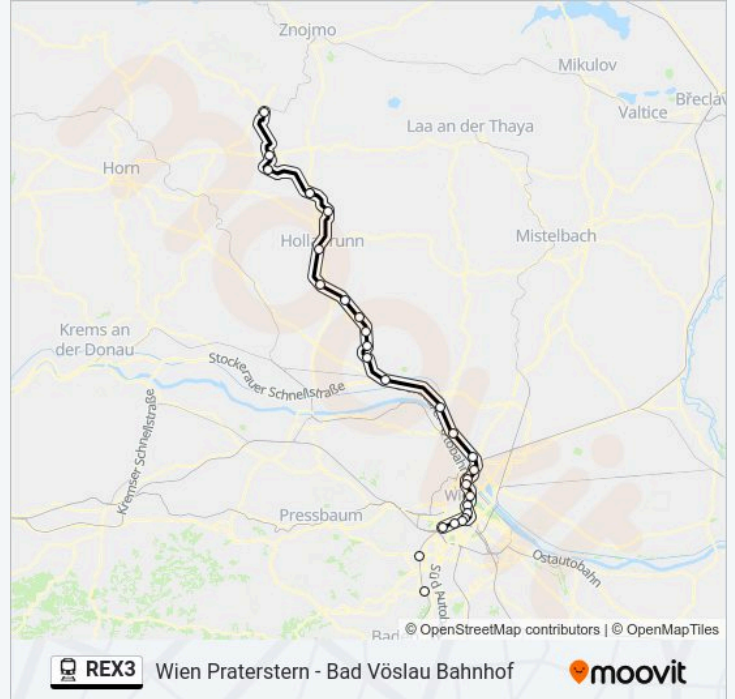 Znojmo
Mikulov
Valtice
Laa an der Thaya
Horn
Mistelbach
Krems an
der Donau
Stockerauer Schnellstraße
Kremser Schnellstraße
Pressbaum
Ostautobahn
© OpenStreetMap contributors | © OpenMapTiles
REX3 Wien Praterstern - Bad Vöslau Bahnhof
moovit